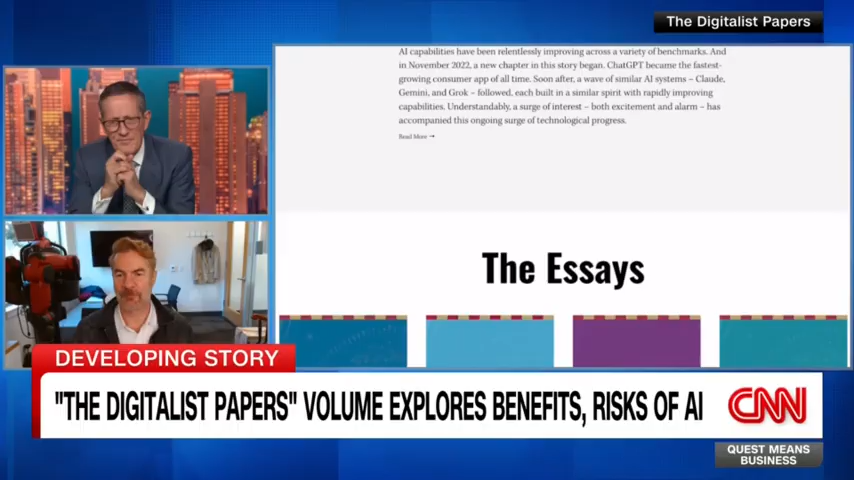 The Digitalist Papers
AI capabilities have been relentlessly improving across a variety of benchmarks. And
in November 2022, a new chapter in this story began. ChatGPT became the fastest-
growing consumer app of all time. Soon after, a wave of similar AI systems – Claude,
Gemini, and Grok – followed, each built in a similar spirit with rapidly improving
capabilities. Understandably, a surge of interest – both excitement and alarm – has
accompanied this ongoing surge of technological progress.
Read More →
The Essays
DEVELOPING STORY
"THE DIGITALIST PAPERS" VOLUME EXPLORES BENEFITS, RISKS OF AI
CNN
QUEST MEANS
BUSINESS